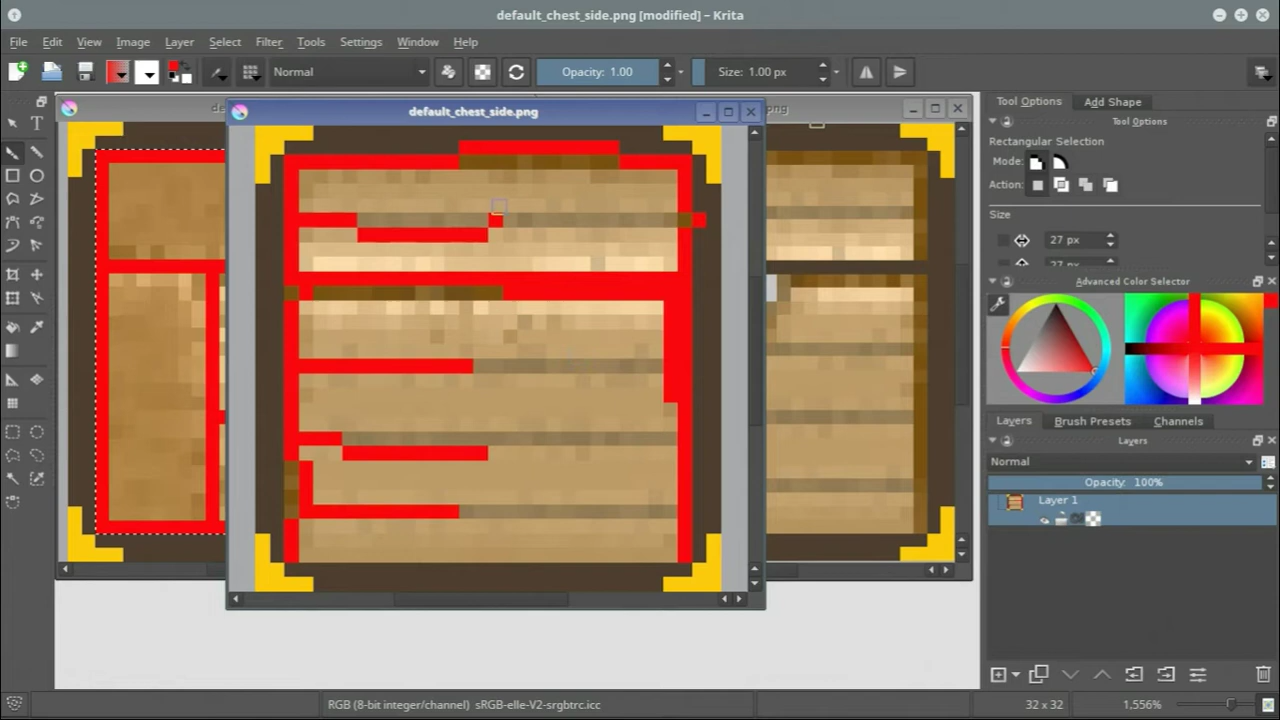 default_chest_side.png [modified] – Krita
File Edit View Image Layer Select Filter Tools Settings Window Help
Normal Opacity: 1.00 Size: 1.00 px
default_chest_side.png
Tool Options Add Shape
Tool Options
Rectangular Selection
Mode:
Action:
Size
27 px
27 px
Advanced Color Selector
Layers Brush Presets Channels
Layers
Normal
Opacity: 100%
Layer 1
RGB (8-bit integer/channel) sRGB-elle-V2-srgbtrc.icc 32 x 32 1,556%